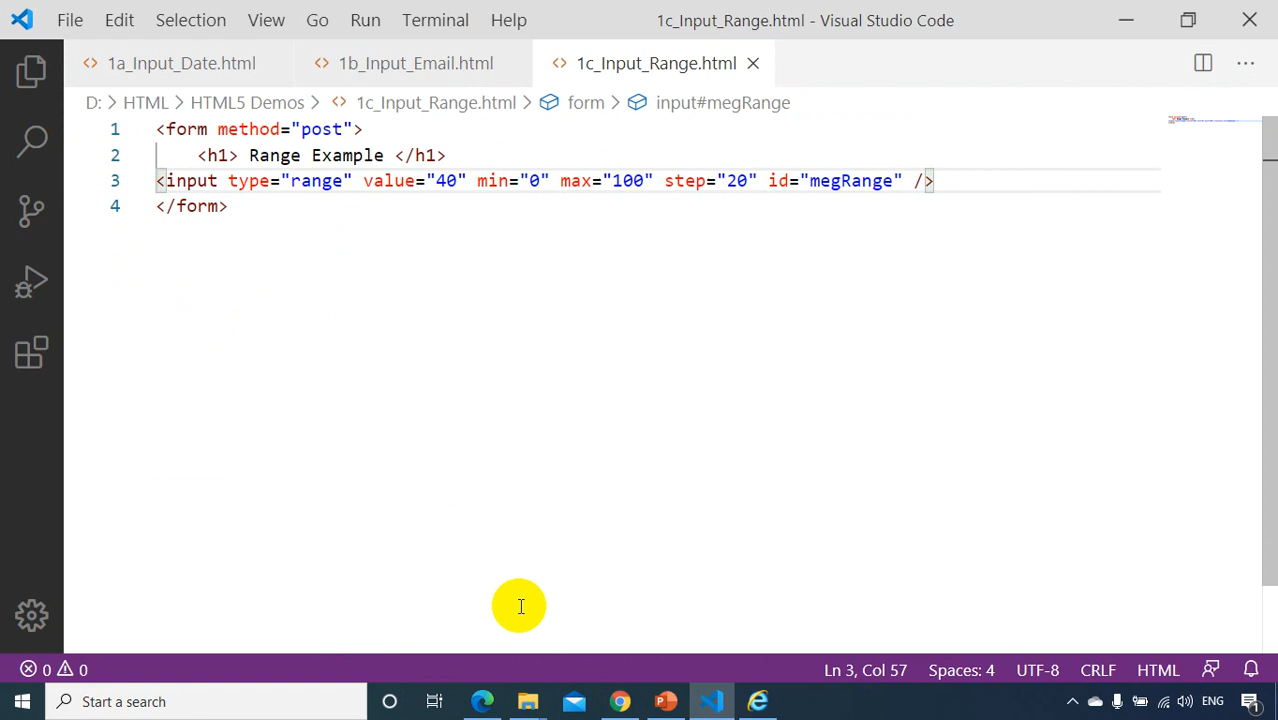 File Edit Selection View Go Run Terminal Help 1c_Input_Range.html - Visual Studio Code
1a_Input_Date.html 1b_Input_Email.html 1c_Input_Range.html
D: > HTML > HTML5 Demos > 1c_Input_Range.html > form > input#megRange
1 <form method="post">
2 <h1> Range Example </h1>
3 <input type="range" value="40" min="0" max="100" step="20" id="megRange" />
4 </form>
0 0 Ln 3, Col 57 Spaces: 4 UTF-8 CRLF HTML
Start a search ENG 1